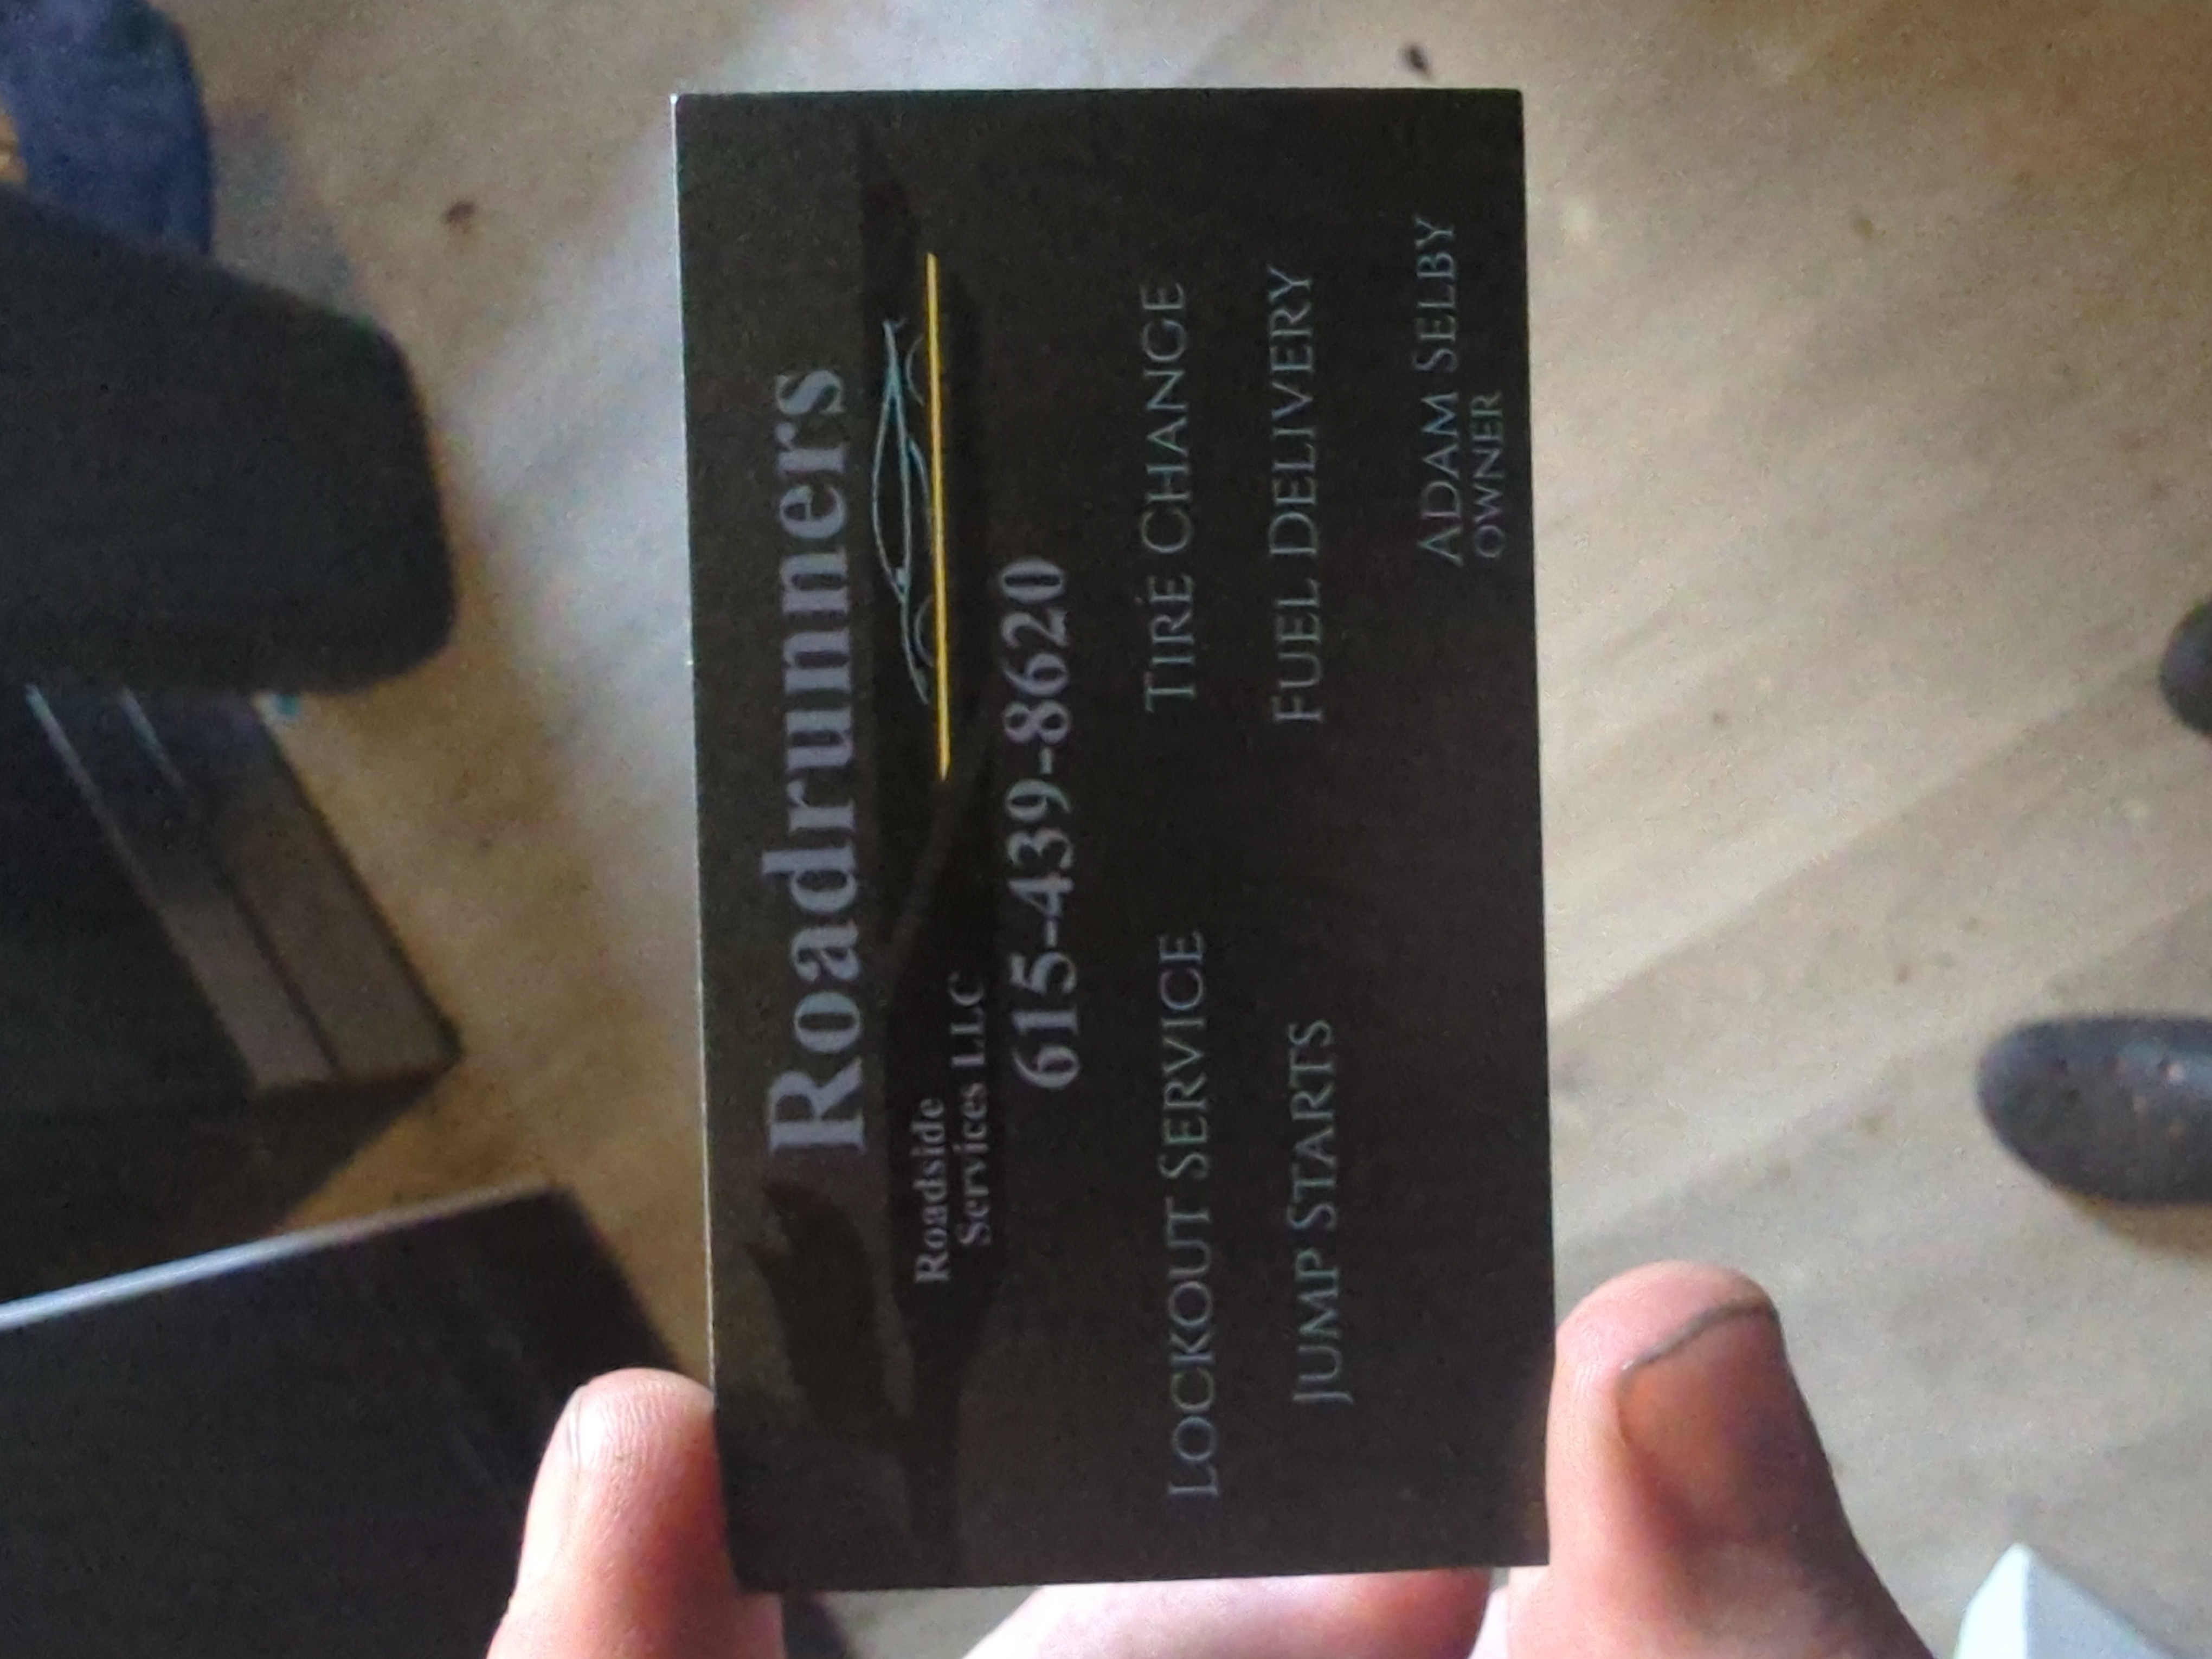 Roadrunners
Roadside
Services LLC
615-439-8620
LOCKOUT SERVICE
TIRE CHANGE
JUMP STARTS
FUEL DELIVERY
ADAM SELBY
OWNER